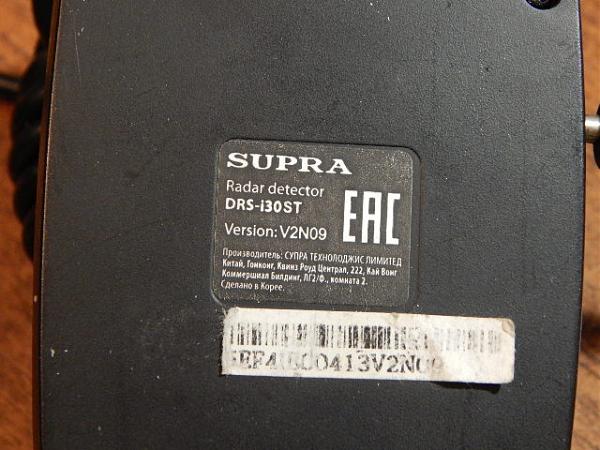 SUPRA
Radar detector
DRS-i30ST
EAC
Version: V2N09
Производитель: СУПРА ТЕХНОЛОДЖИС ЛИМИТЕД
Китай, Гонконг, Квинз Роуд Централ, 222, Кай Вонг
Коммершиал Билдинг, ЛГ2/Ф., комната 2.
Сделано в Корее.